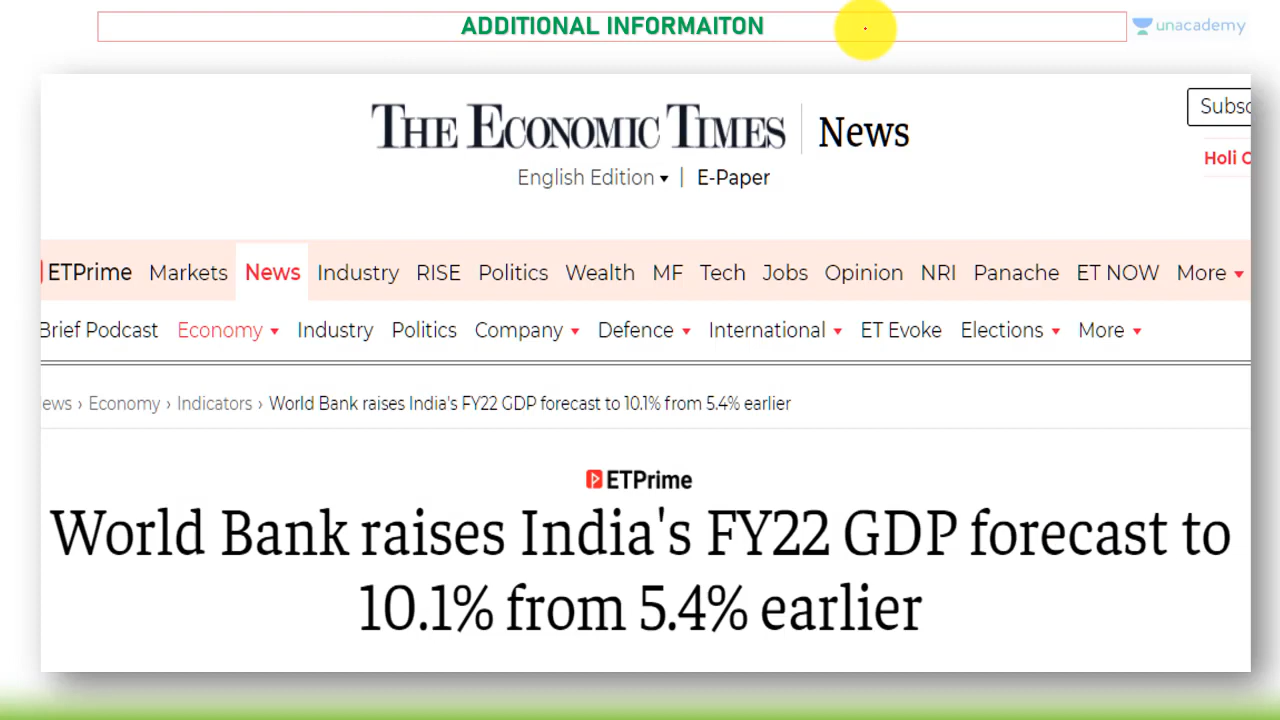 ADDITIONAL INFORMAITON
unacademy
THE ECONOMIC TIMES | News
Subsc
English Edition ▾ | E-Paper
Holi C
ETPrime Markets News Industry RISE Politics Wealth MF Tech Jobs Opinion NRI Panache ET NOW More ▾
Brief Podcast Economy ▾ Industry Politics Company ▾ Defence ▾ International ▾ ET Evoke Elections ▾ More ▾
ews › Economy › Indicators › World Bank raises India's FY22 GDP forecast to 10.1% from 5.4% earlier
ETPrime
World Bank raises India's FY22 GDP forecast to
10.1% from 5.4% earlier